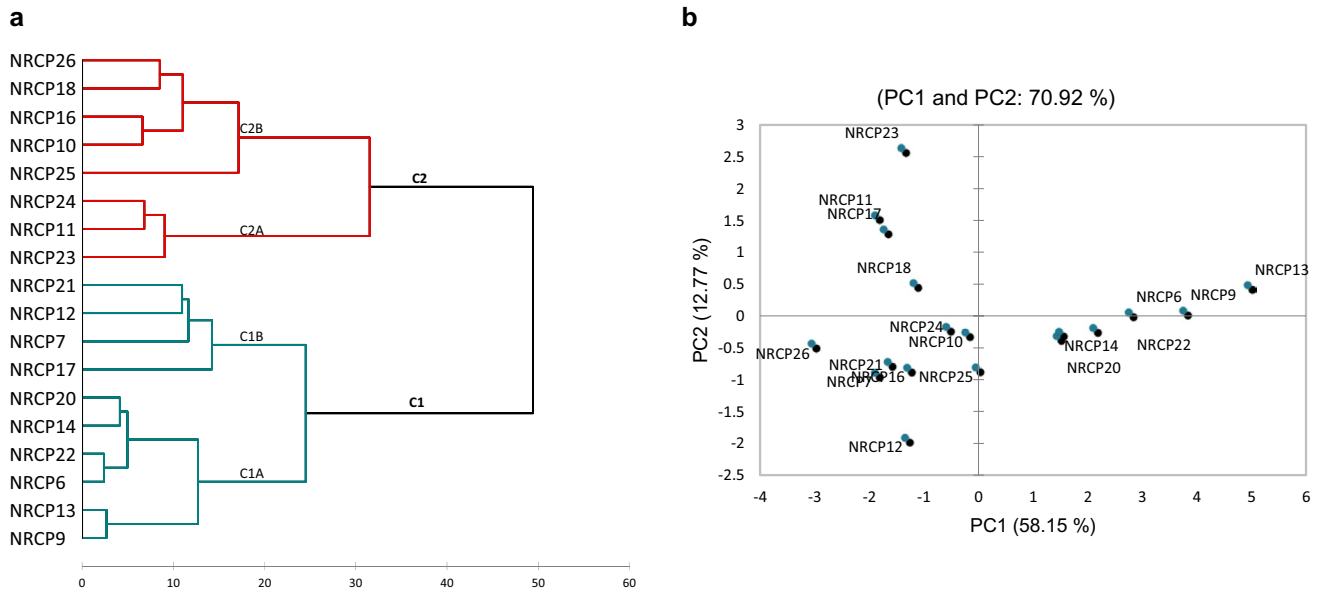 a
NRCP26
NRCP18
NRCP16
NRCP10
NRCP25
NRCP24
NRCP11
NRCP23
NRCP21
NRCP12
NRCP7
NRCP17
NRCP20
NRCP14
NRCP22
NRCP6
NRCP13
NRCP9
C2B
C2
C2A
C1B
C1
C1A
0 10 20 30 40 50 60
b
(PC1 and PC2: 70.92 %)
PC2 (12.77 %)
3
2.5
2
1.5
1
0.5
0
-0.5
-1
-1.5
-2
-2.5
NRCP23
NRCP11
NRCP17
NRCP18
NRCP13
NRCP6 NRCP9
NRCP24
NRCP10
NRCP14 NRCP22
NRCP26
NRCP21
NRCP20
NRCP16 NRCP25
NRCP7
NRCP12
-4 -3 -2 -1 0 1 2 3 4 5 6
PC1 (58.15 %)